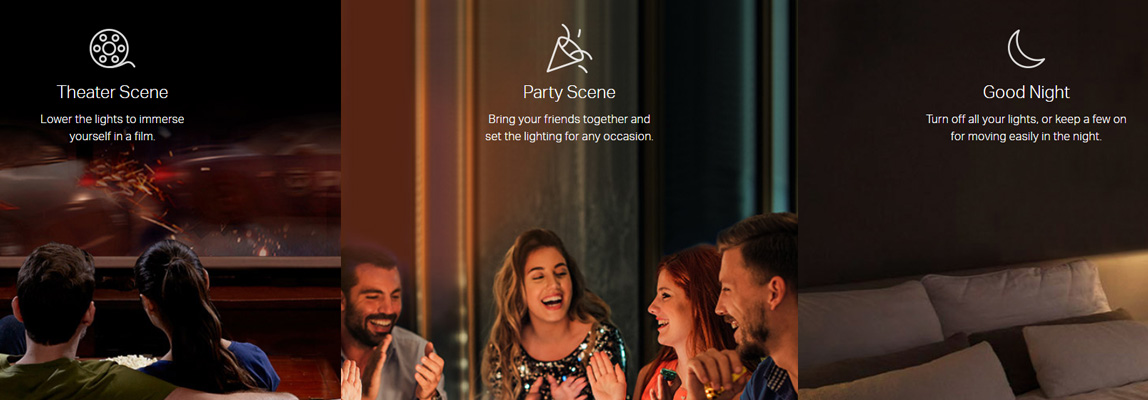 Theater Scene
Lower the lights to immerse
yourself in a film.
Party Scene
Bring your friends together and
set the lighting for any occasion.
Good Night
Turn off all your lights, or keep a few on
for moving easily in the night.